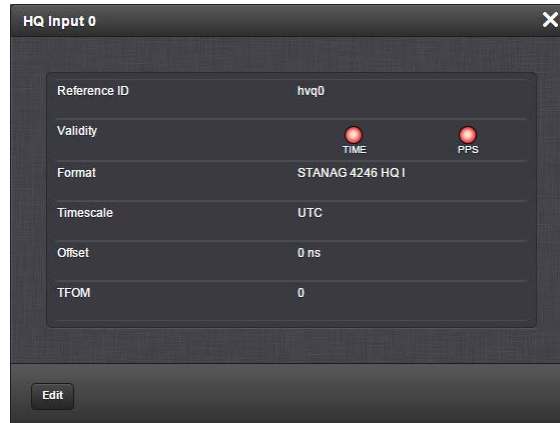 HQ Input 0
Reference ID hvq0
Validity
TIME PPS
Format STANAG 4246 HQ I
Timescale UTC
Offset 0 ns
TFOM 0
Edit